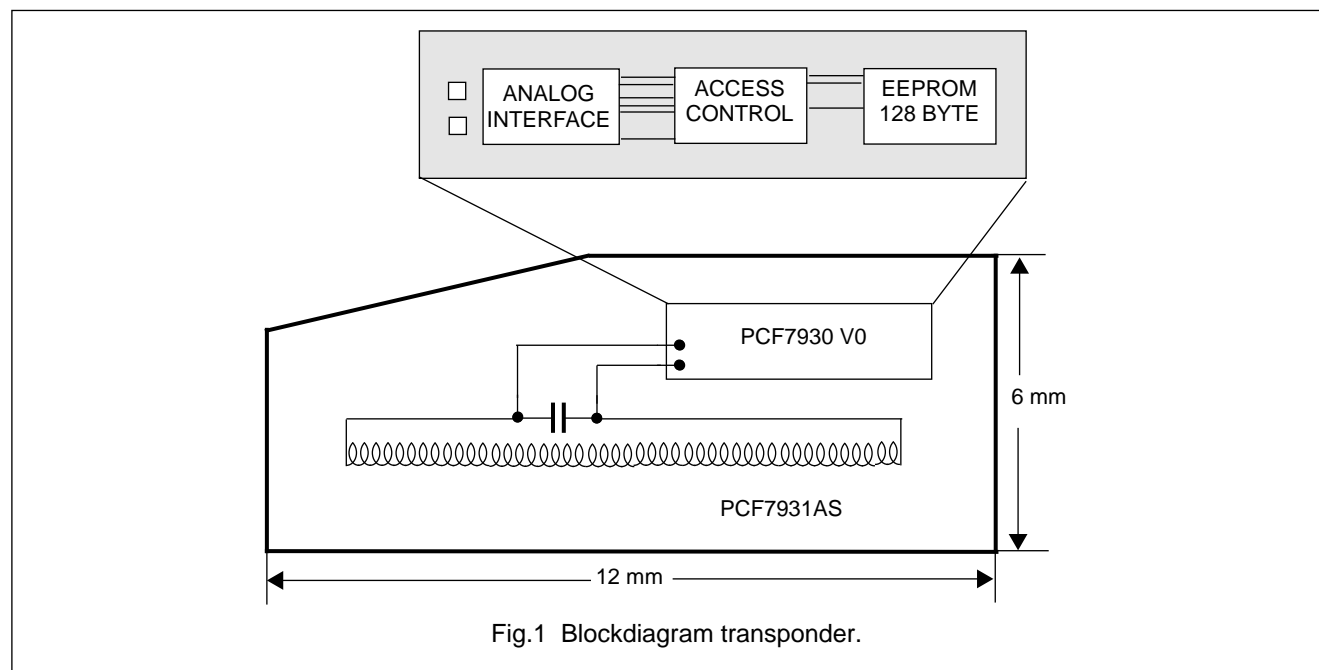 ANALOG
INTERFACE
ACCESS
CONTROL
EEPROM
128 BYTE
PCF7930 V0
6 mm
PCF7931AS
12 mm
Fig.1 Blockdiagram transponder.